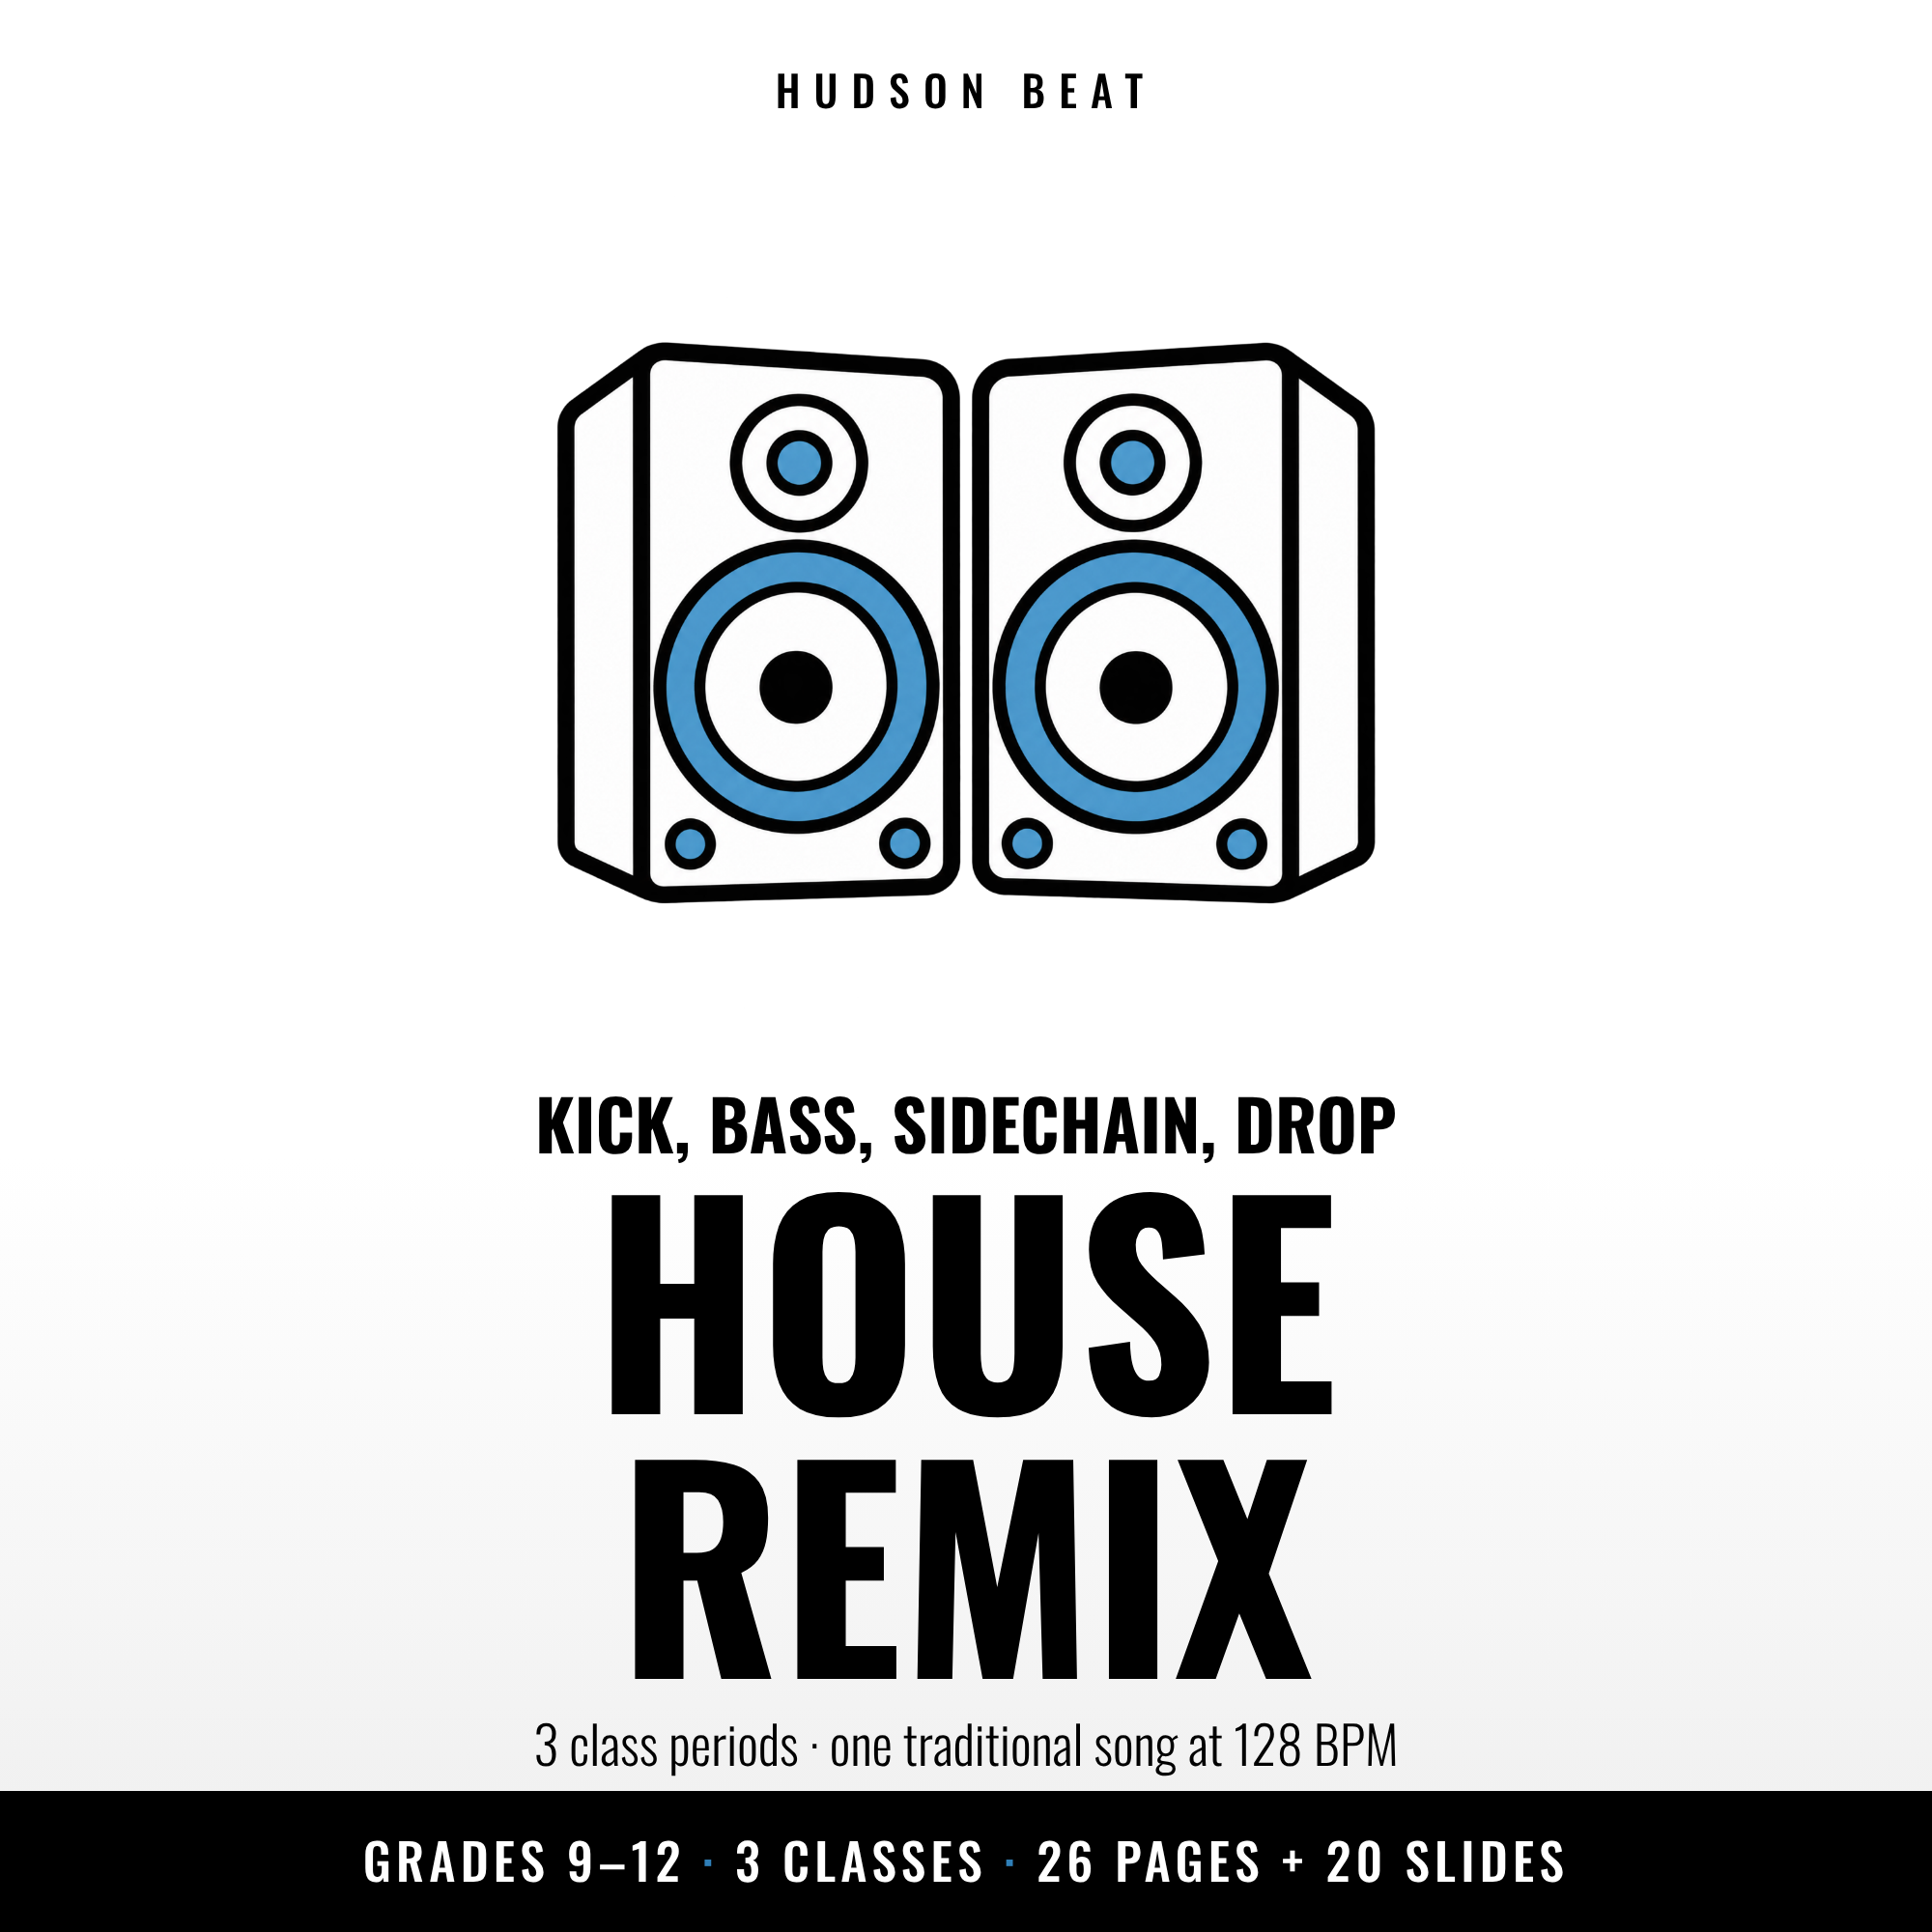 HUDSON BEAT
KICK, BASS, SIDECHAIN, DROP
HOUSE
REMIX
3 class periods · one traditional song at 128 BPM
GRADES 9–12 · 3 CLASSES · 26 PAGES + 20 SLIDES